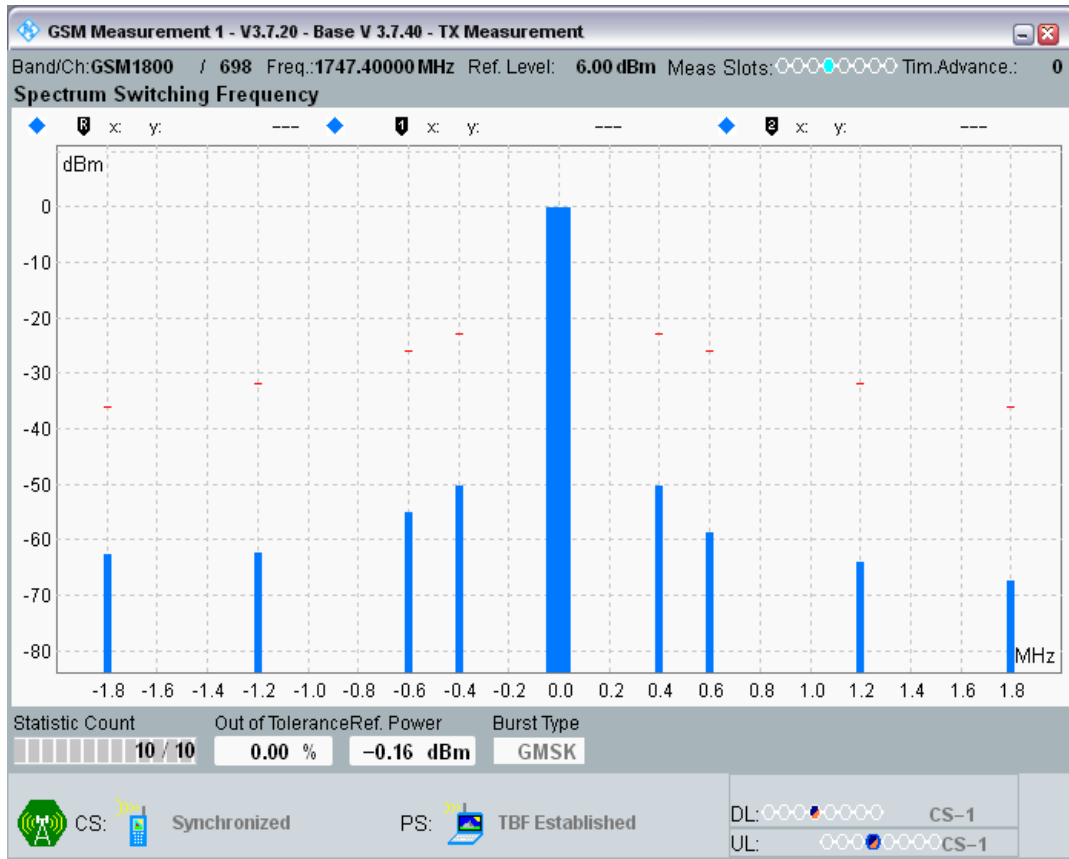 GSM Measurement 1 - V3.7.20 - Base V 3.7.40 - TX Measurement
Band/Ch:GSM1800 / 698 Freq.:1747.40000 MHz Ref. Level: 6.00 dBm Meas Slots: Tim.Advance.: 0
Spectrum Switching Frequency
R x: y: --- 1 x: y: --- 2 x: y: ---
dBm
0
-10
-20
-30
-40
-50
-60
-70
-80
MHz
-1.8 -1.6 -1.4 -1.2 -1.0 -0.8 -0.6 -0.4 -0.2 0.0 0.2 0.4 0.6 0.8 1.0 1.2 1.4 1.6 1.8
Statistic Count Out of Tolerance Ref. Power Burst Type
10 / 10 0.00 % −0.16 dBm GMSK
CS: Synchronized PS: TBF Established DL: CS−1
UL: CS−1